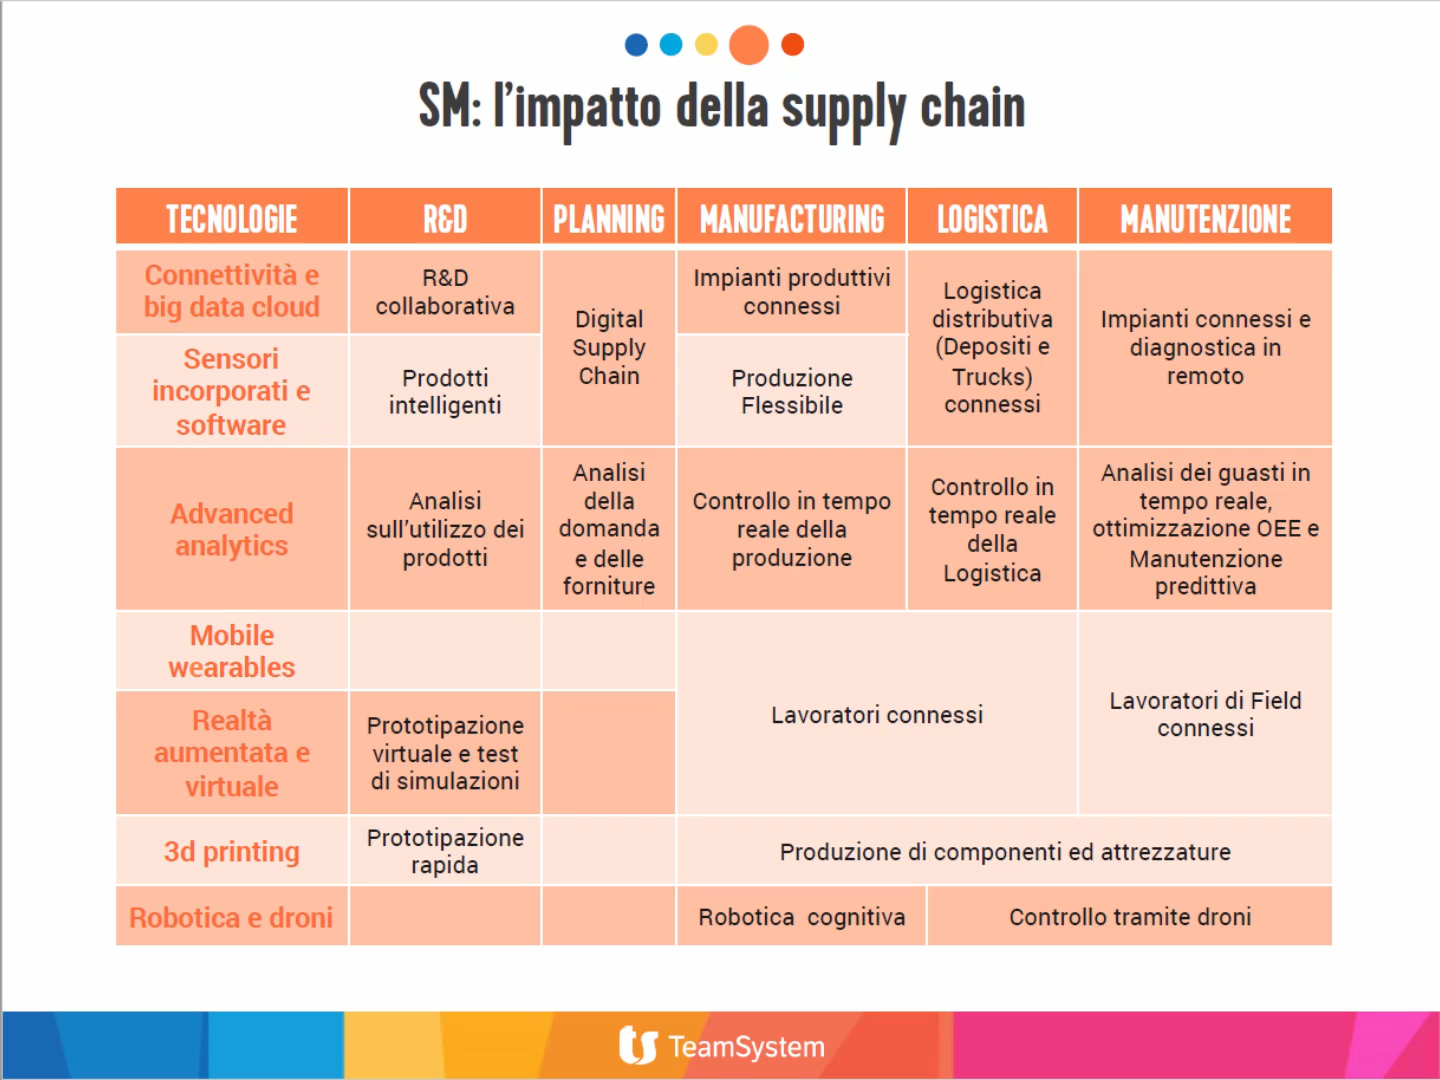 SM: l'impatto della supply chain
TECNOLOGIE
R&D
PLANNING
MANUFACTURING
LOGISTICA
MANUTENZIONE
Connettività e
big data cloud
R&D
collaborativa
Digital
Supply
Chain
Impianti produttivi
connessi
Logistica
distributiva
(Depositi e
Trucks)
connessi
Impianti connessi e
diagnostica in
remoto
Sensori
incorporati e
software
Prodotti
intelligenti
Produzione
Flessibile
Advanced
analytics
Analisi
sull'utilizzo dei
prodotti
Analisi
della
domanda
e delle
forniture
Controllo in tempo
reale della
produzione
Controllo in
tempo reale
della
Logistica
Analisi dei guasti in
tempo reale,
ottimizzazione OEE e
Manutenzione
predittiva
Mobile
wearables
Lavoratori connessi
Lavoratori di Field
connessi
Realtà
aumentata e
virtuale
Prototipazione
virtuale e test
di simulazioni
3d printing
Prototipazione
rapida
Produzione di componenti ed attrezzature
Robotica e droni
Robotica cognitiva
Controllo tramite droni
TeamSystem